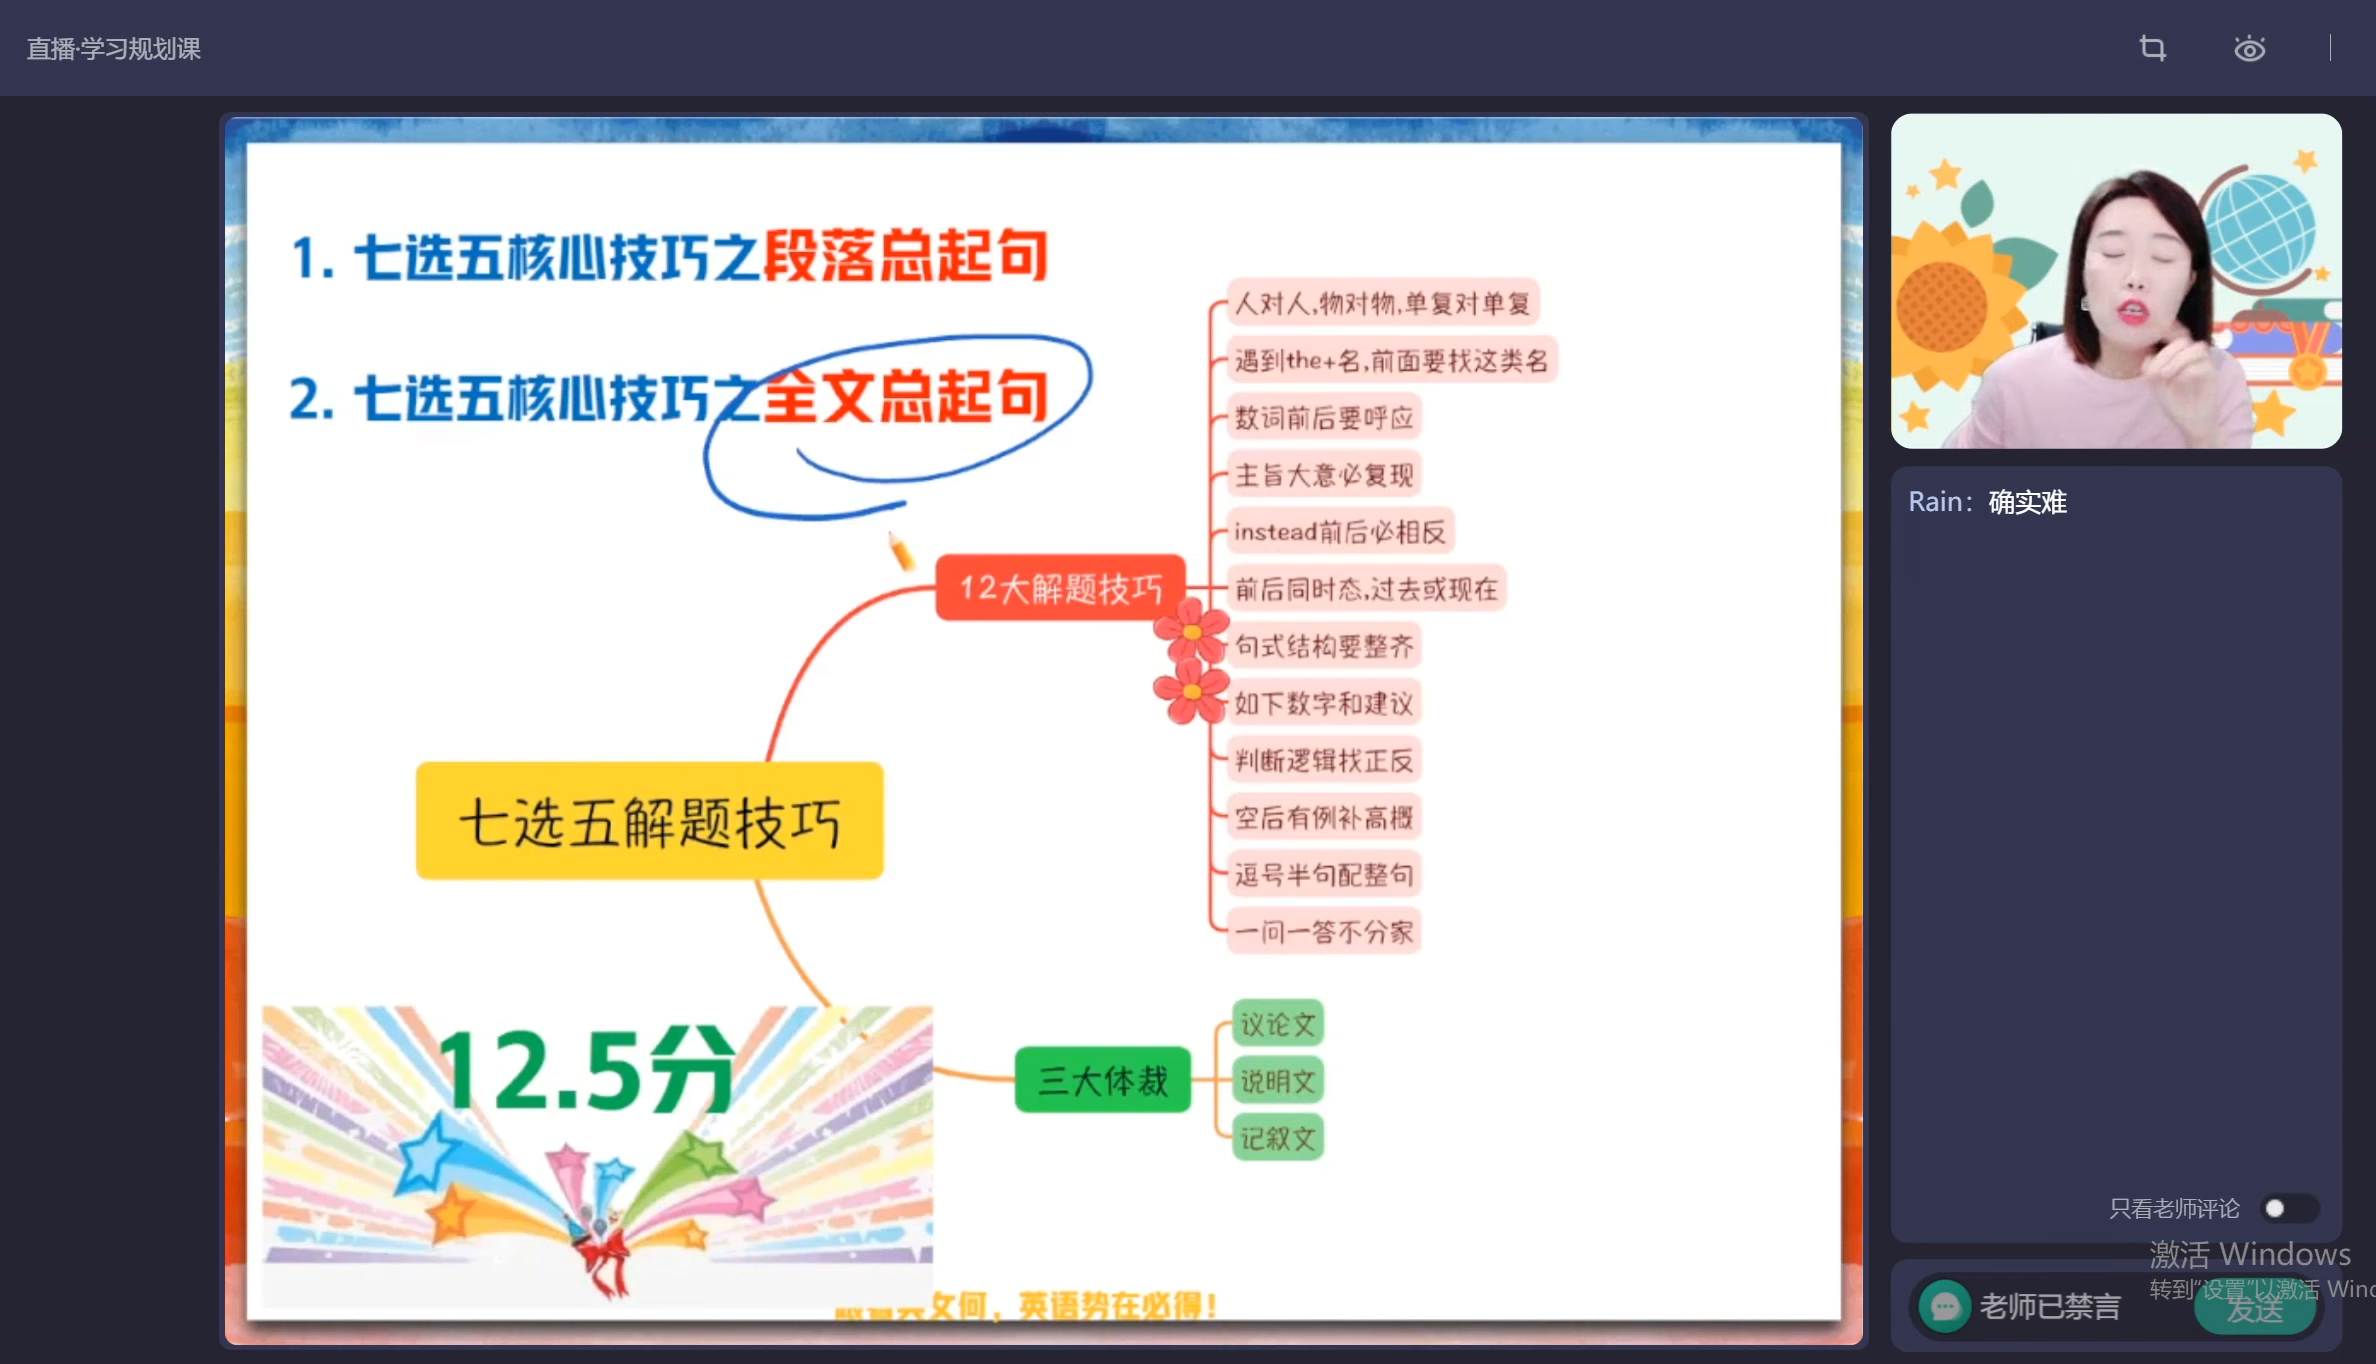 直播·学习规划课
1. 七选五核心技巧之段落总起句
2. 七选五核心技巧之全文总起句
12大解题技巧
人对人,物对物,单复对单复
遇到the+名,前面要找这类名
数词前后要呼应
主旨大意必复现
instead前后必相反
前后同时态,过去或现在
句式结构要整齐
如下数字和建议
判断逻辑找正反
空后有例补高概
逗号半句配整句
一问一答不分家
七选五解题技巧
三大体裁
议论文
说明文
记叙文
12.5分
文何，英语势在必得！
Rain：确实难
只看老师评论
激活 Windows
转到“设置”以激活 Win
老师已禁言
发送